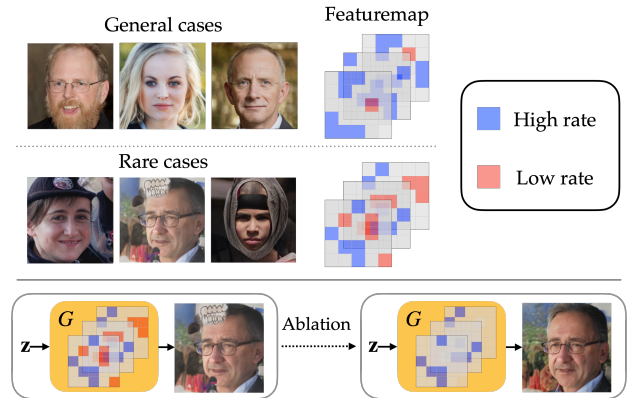 General cases
Featuremap
High rate
Low rate
Rare cases
G
z
Ablation
G
z